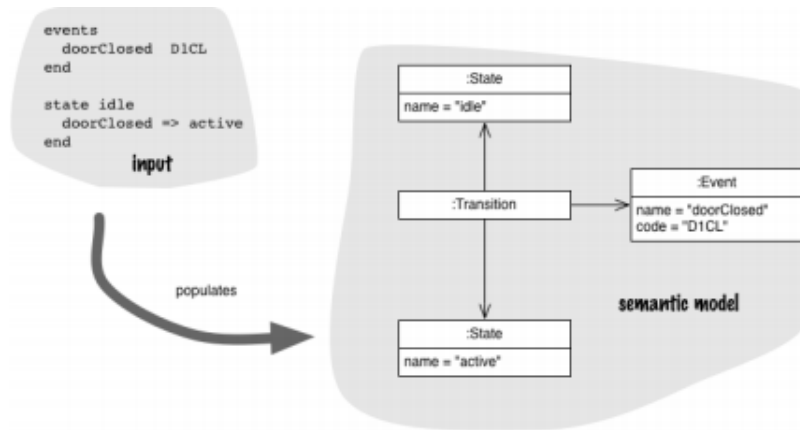 events
doorClosed D1CL
end
state idle
doorClosed => active
end
input
populates
:State
name = "idle"
:Transition
:Event
name = "doorClosed"
code = "D1CL"
semantic model
:State
name = "active"